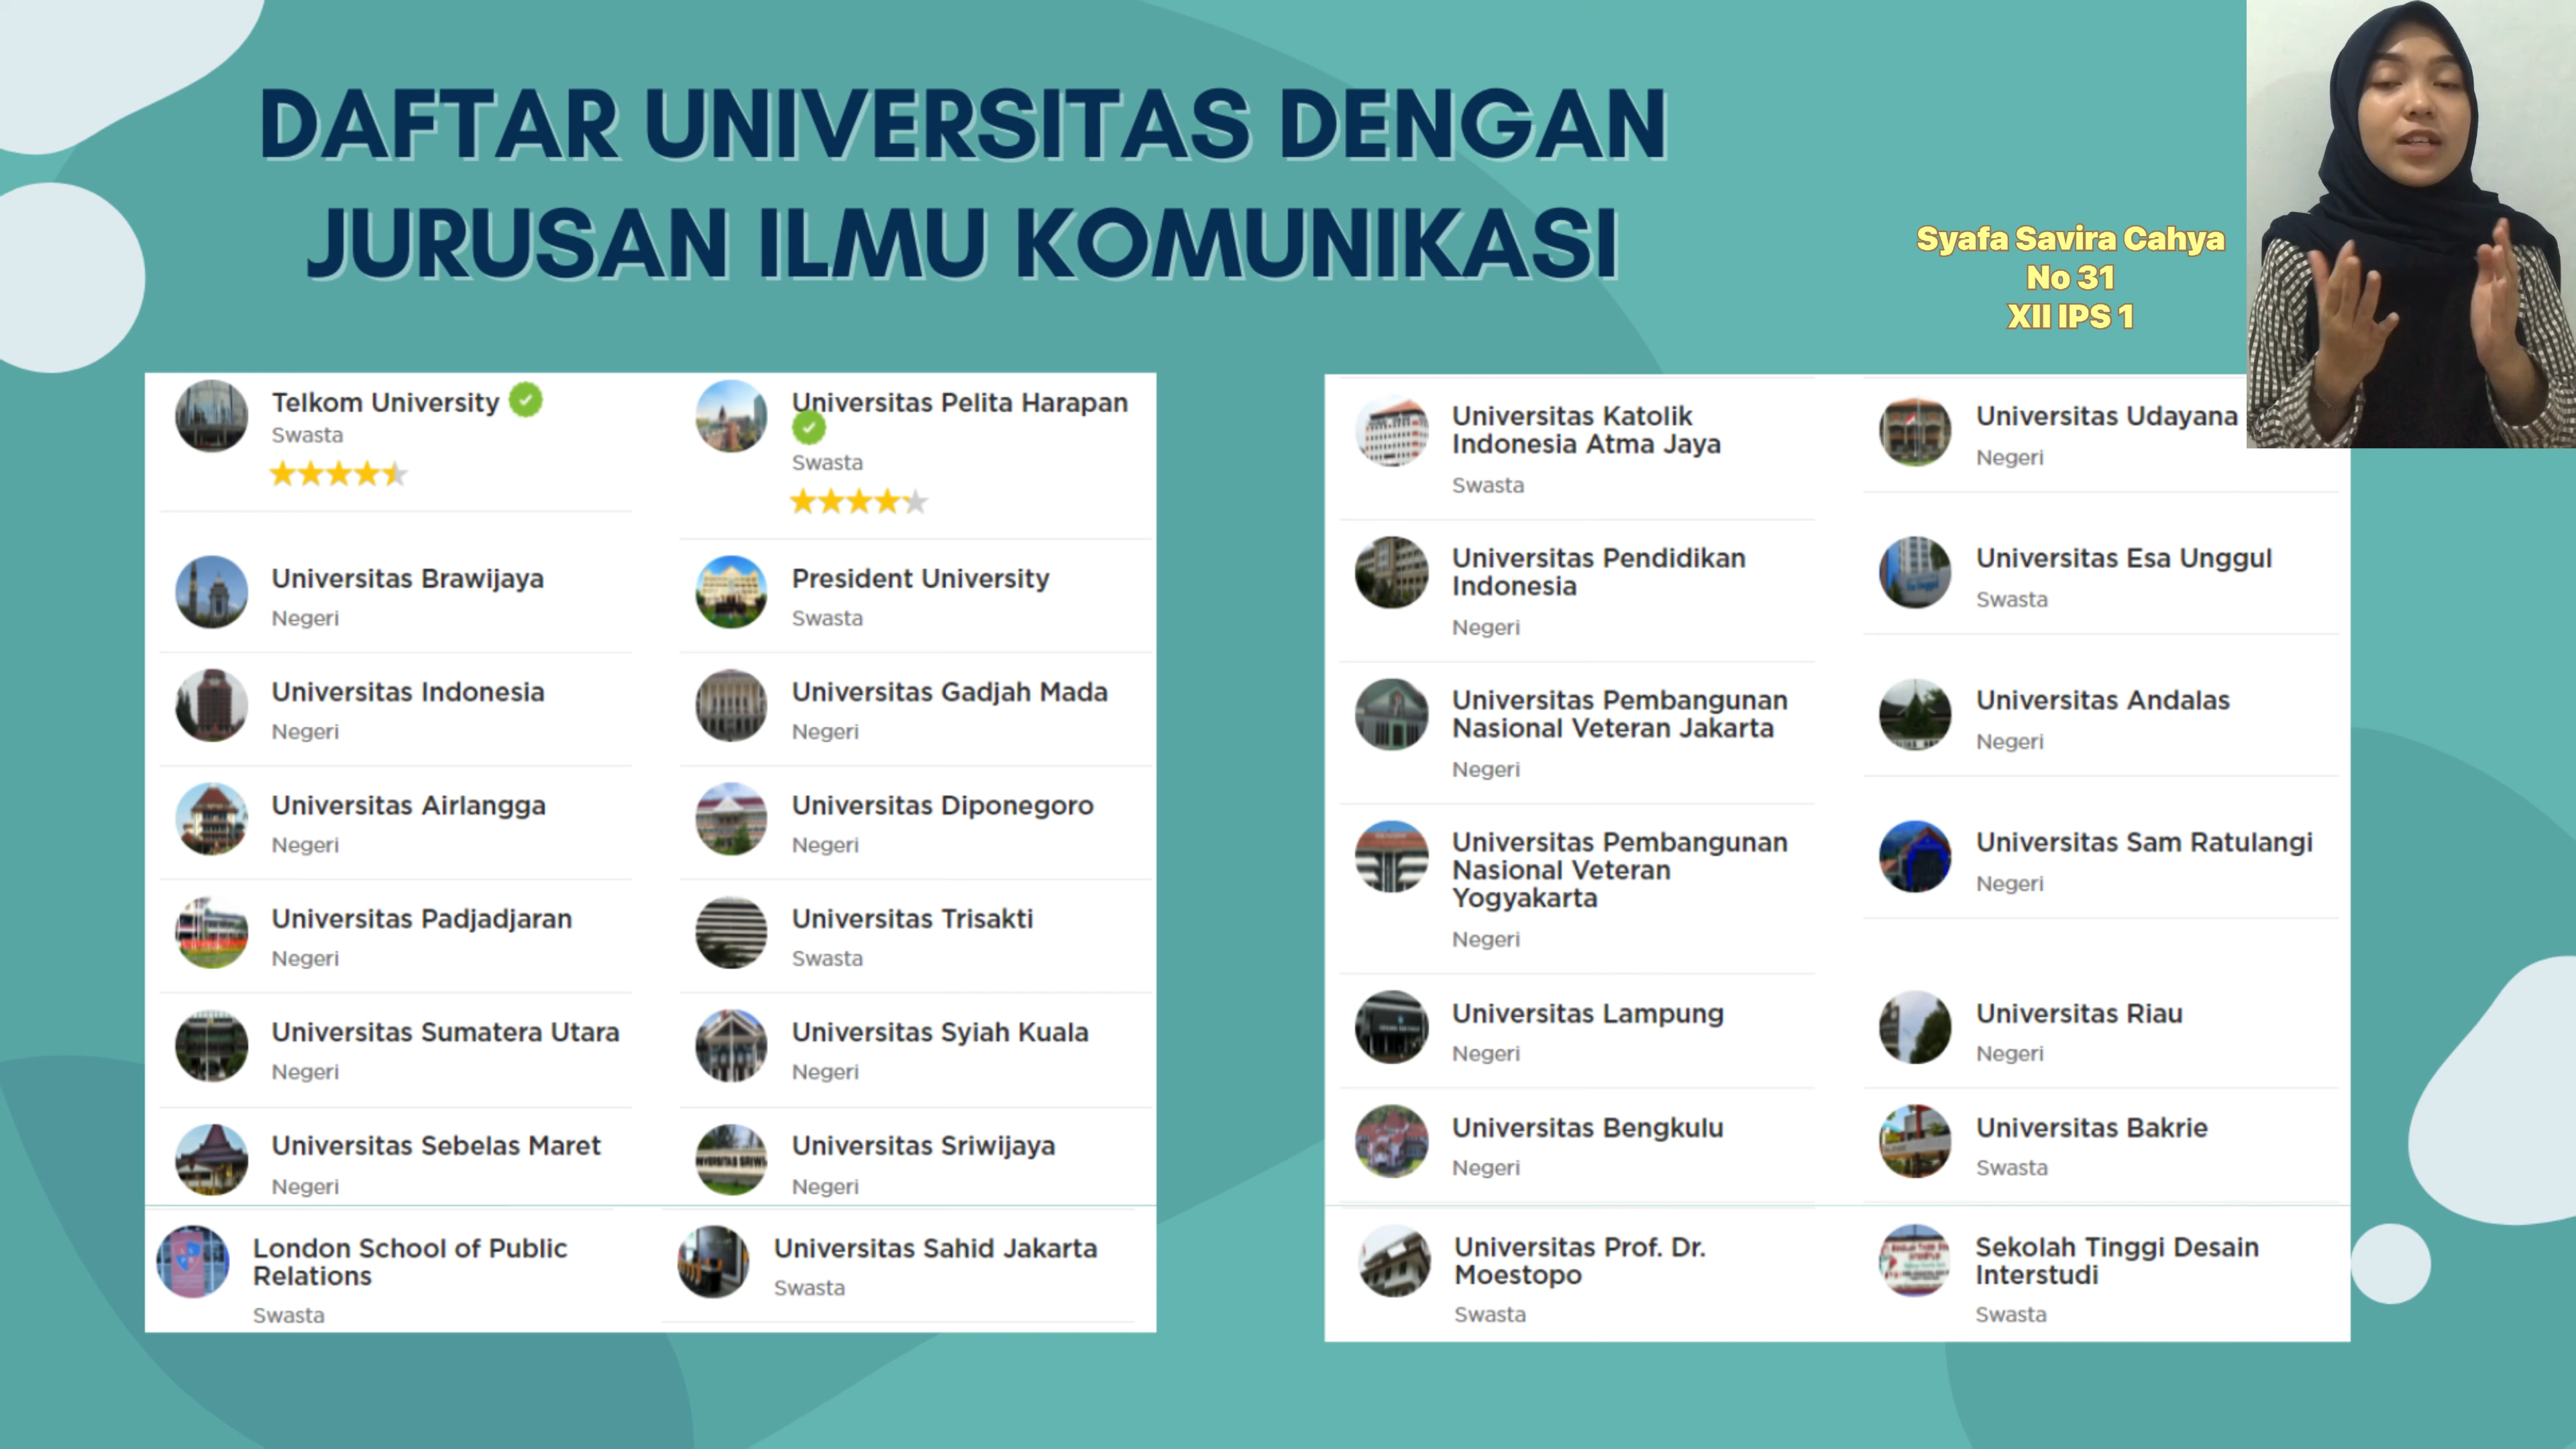 DAFTAR UNIVERSITAS DENGAN
JURUSAN ILMU KOMUNIKASI
Syafa Savira Cahya
No 31
XII IPS 1
Telkom University
Swasta
Universitas Pelita Harapan
Swasta
Universitas Brawijaya
Negeri
President University
Swasta
Universitas Indonesia
Negeri
Universitas Gadjah Mada
Negeri
Universitas Airlangga
Negeri
Universitas Diponegoro
Negeri
Universitas Padjadjaran
Negeri
Universitas Trisakti
Swasta
Universitas Sumatera Utara
Negeri
Universitas Syiah Kuala
Negeri
Universitas Sebelas Maret
Negeri
Universitas Sriwijaya
Negeri
London School of Public
Relations
Swasta
Universitas Sahid Jakarta
Swasta
Universitas Katolik
Indonesia Atma Jaya
Swasta
Universitas Udayana
Negeri
Universitas Pendidikan
Indonesia
Negeri
Universitas Esa Unggul
Swasta
Universitas Pembangunan
Nasional Veteran Jakarta
Negeri
Universitas Andalas
Negeri
Universitas Pembangunan
Nasional Veteran
Yogyakarta
Negeri
Universitas Sam Ratulangi
Negeri
Universitas Lampung
Negeri
Universitas Riau
Negeri
Universitas Bengkulu
Negeri
Universitas Bakrie
Swasta
Universitas Prof. Dr.
Moestopo
Swasta
Sekolah Tinggi Desain
Interstudi
Swasta